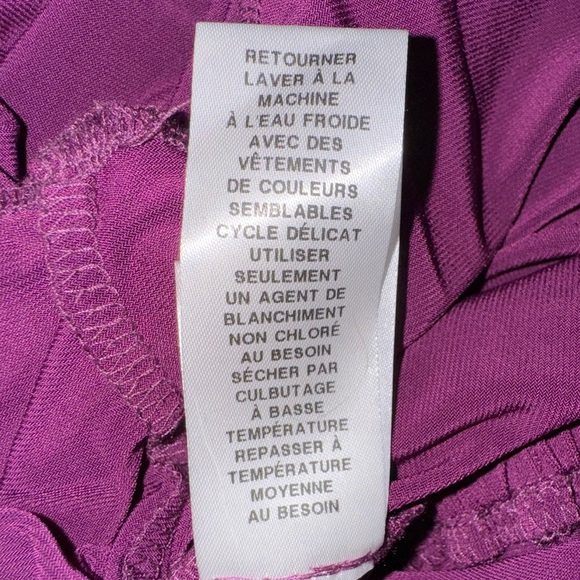 RETOURNER
LAVER À LA
MACHINE
À L'EAU FROIDE
AVEC DES
VÊTEMENTS
DE COULEURS
SEMBLABLES
CYCLE DÉLICAT
UTILISER
SEULEMENT
UN AGENT DE
BLANCHIMENT
NON CHLORÉ
AU BESOIN
SÉCHER PAR
CULBUTAGE
À BASSE
TEMPÉRATURE
REPASSER À
TEMPÉRATURE
MOYENNE
AU BESOIN